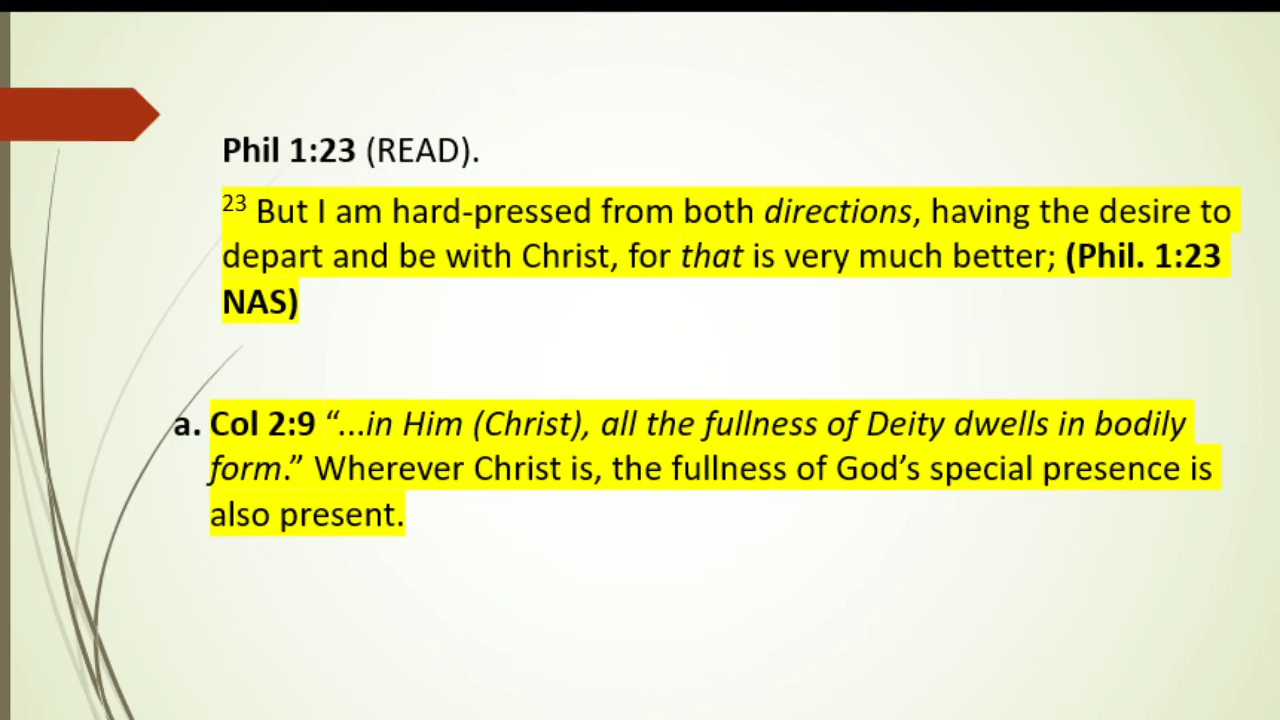 Phil 1:23 (READ).
23 But I am hard-pressed from both directions, having the desire to
depart and be with Christ, for that is very much better; (Phil. 1:23
NAS)
a. Col 2:9 “…in Him (Christ), all the fullness of Deity dwells in bodily
form.” Wherever Christ is, the fullness of God’s special presence is
also present.